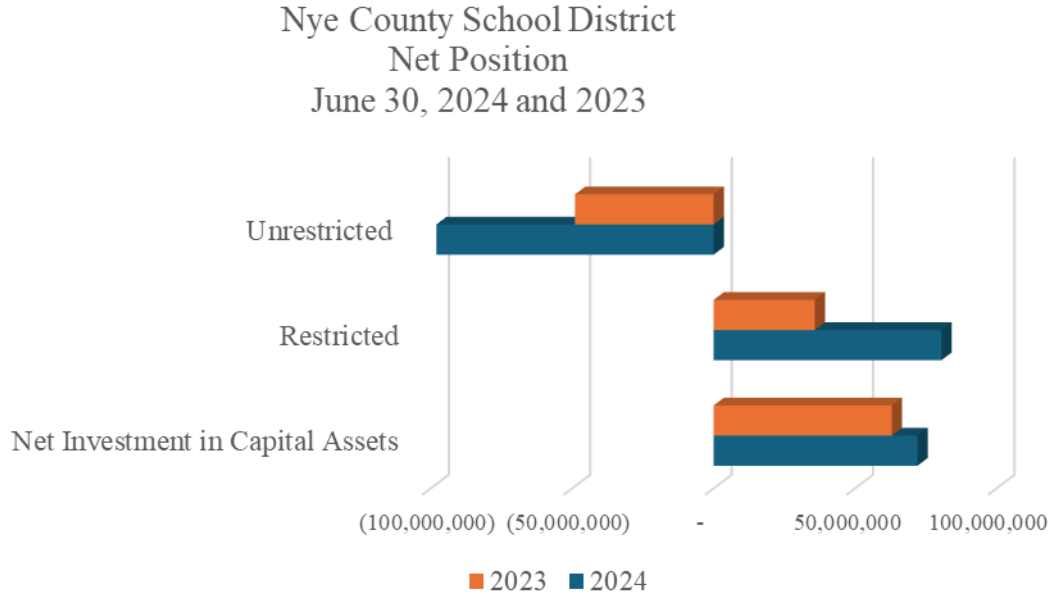 Nye County School District
Net Position
June 30, 2024 and 2023
Unrestricted
Restricted
Net Investment in Capital Assets
(100,000,000) (50,000,000) - 50,000,000 100,000,000
2023 2024